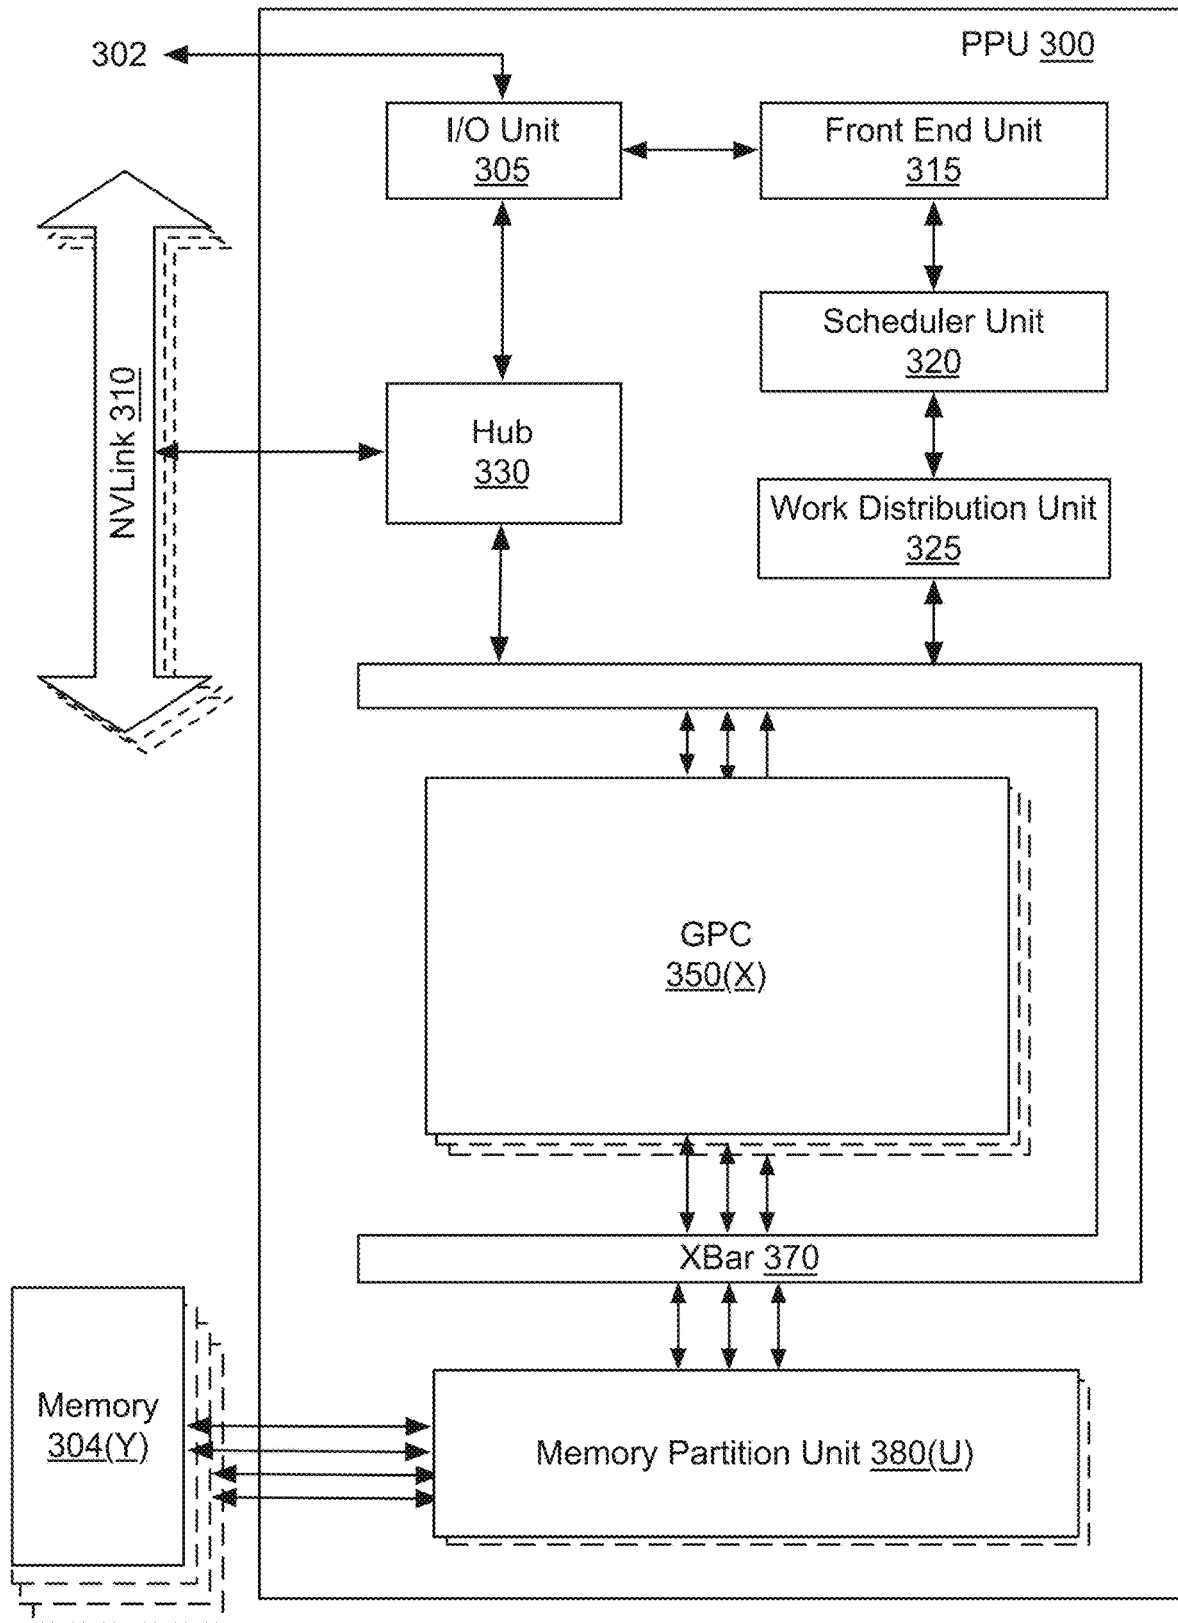 PPU 300
302
I/O Unit
305
Front End Unit
315
Scheduler Unit
320
NVLink 310
Hub
330
Work Distribution Unit
325
GPC
350(X)
XBar 370
Memory
304(Y)
Memory Partition Unit 380(U)